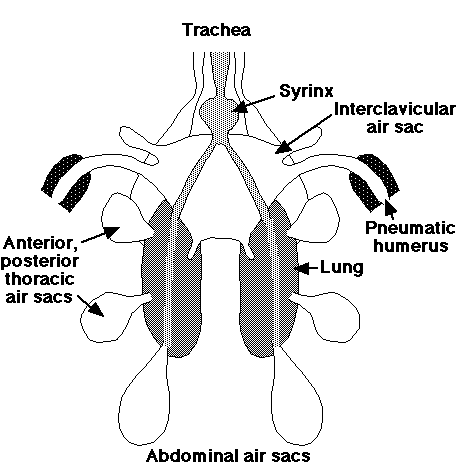 Trachea
Syrinx
Interclavicular
air sac
Pneumatic
humerus
Anterior,
posterior
thoracic
air sacs
Lung
Abdominal air sacs